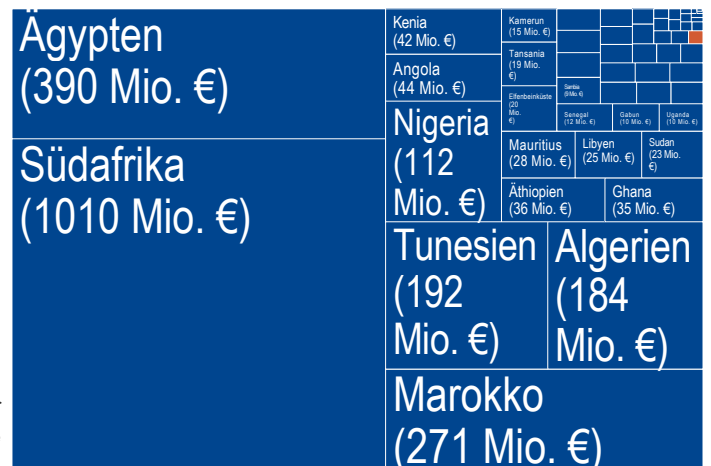 Ägypten
(390 Mio. €)
Südafrika
(1010 Mio. €)
Kenia
(42 Mio. €)
Angola
(44 Mio. €)
Nigeria
(112
Mio. €)
Kamerun
(15 Mio. €)
Tansania
(19 Mio.
€)
Elfenbeinküste
(20
Mio.
€)
Sambia
(9 Mio. €)
Senegal
(12 Mio. €)
Gabun
(10 Mio. €)
Uganda
(10 Mio. €)
Mauritius
(28 Mio. €)
Libyen
(25 Mio. €)
Sudan
(23 Mio.
€)
Äthiopien
(36 Mio. €)
Ghana
(35 Mio. €)
Tunesien
(192
Mio. €)
Algerien
(184
Mio. €)
Marokko
(271 Mio. €)